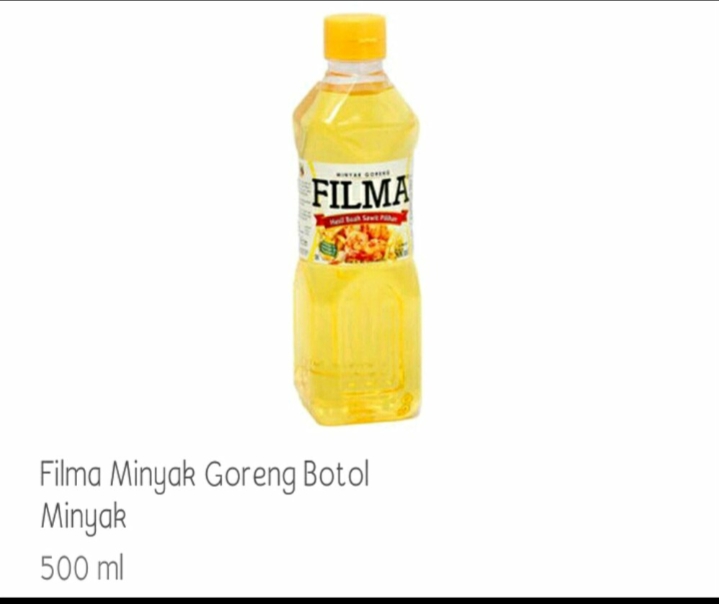 MINYAK GORENG
FILMA
Hasil Buah Sawit Pilihan
Filma Minyak Goreng Botol
Minyak
500 ml